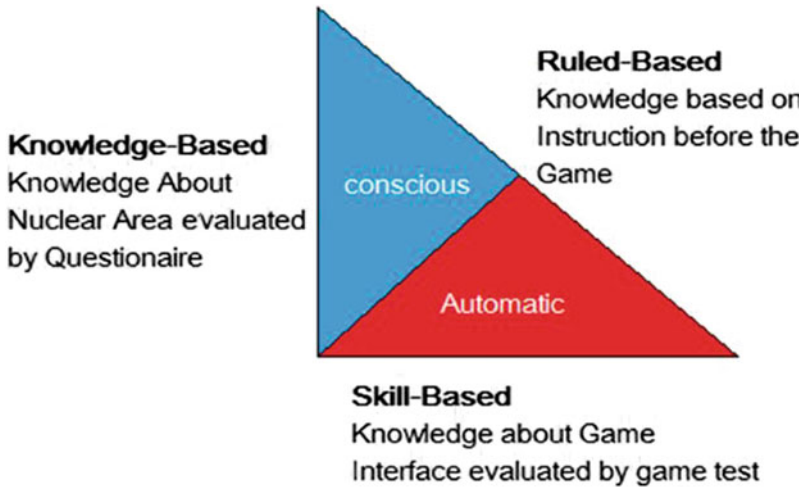 Ruled-Based
Knowledge based on
Instruction before the
Game
Knowledge-Based
Knowledge About
Nuclear Area evaluated
by Questionaire
conscious
Automatic
Skill-Based
Knowledge about Game
Interface evaluated by game test